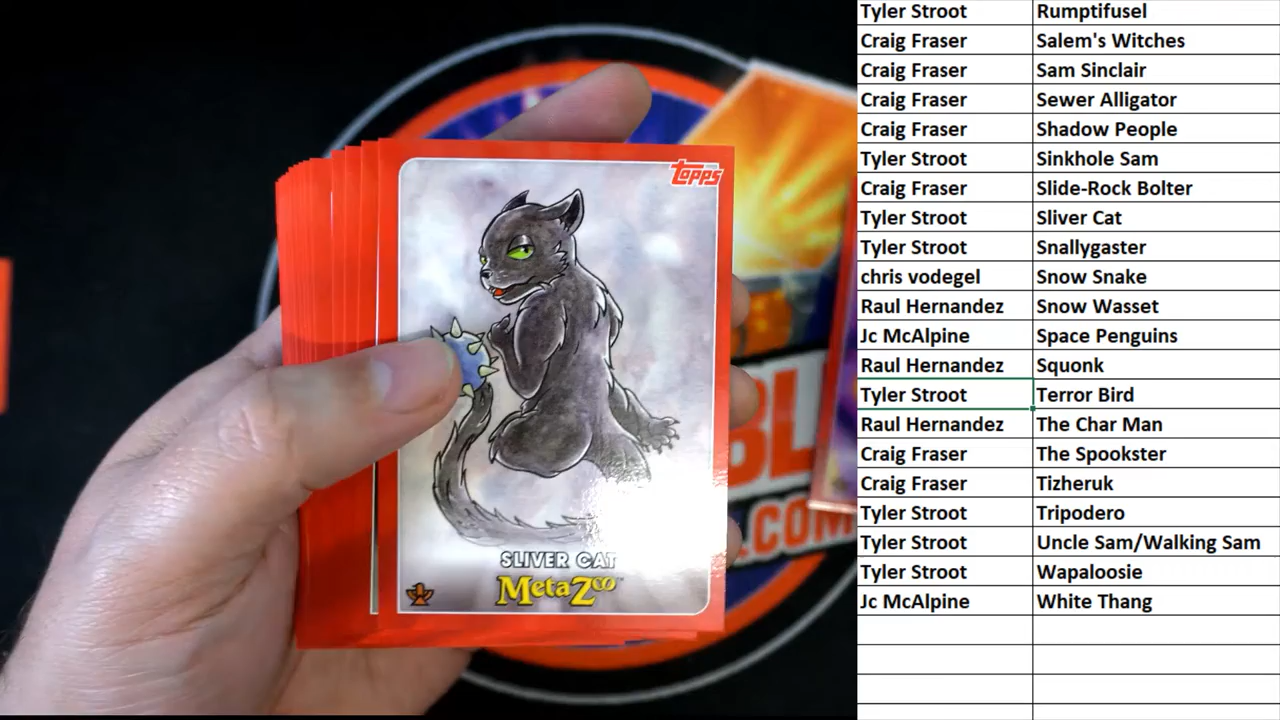 Topps
SLIVER CAT
MetaZoo
BL
.COM
Tyler Stroot Rumptifusel
Craig Fraser Salem's Witches
Craig Fraser Sam Sinclair
Craig Fraser Sewer Alligator
Craig Fraser Shadow People
Tyler Stroot Sinkhole Sam
Craig Fraser Slide-Rock Bolter
Tyler Stroot Sliver Cat
Tyler Stroot Snallygaster
chris vodegel Snow Snake
Raul Hernandez Snow Wasset
Jc McAlpine Space Penguins
Raul Hernandez Squonk
Tyler Stroot Terror Bird
Raul Hernandez The Char Man
Craig Fraser The Spookster
Craig Fraser Tizheruk
Tyler Stroot Tripodero
Tyler Stroot Uncle Sam/Walking Sam
Tyler Stroot Wapaloosie
Jc McAlpine White Thang